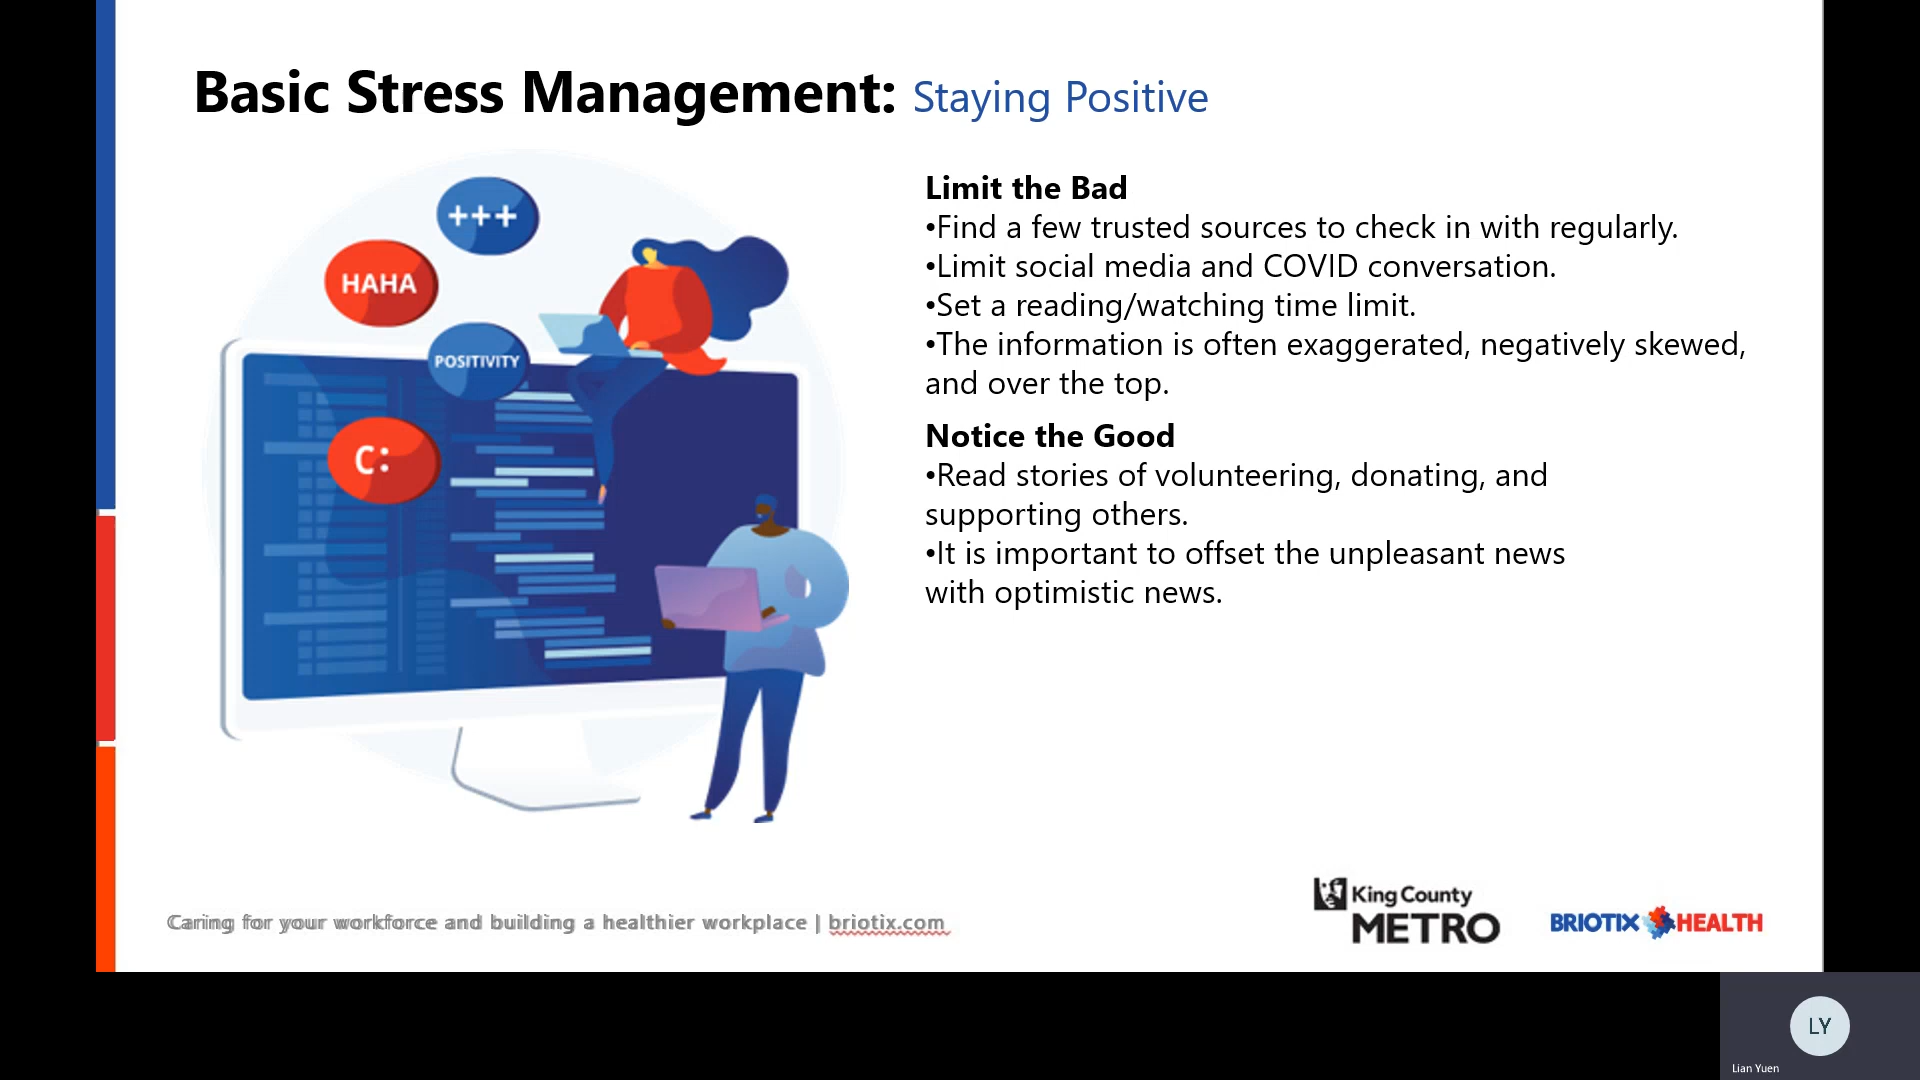 Basic Stress Management: Staying Positive
+++
HAHA
POSITIVITY
C:
Limit the Bad
•Find a few trusted sources to check in with regularly.
•Limit social media and COVID conversation.
•Set a reading/watching time limit.
•The information is often exaggerated, negatively skewed,
and over the top.
Notice the Good
•Read stories of volunteering, donating, and
supporting others.
•It is important to offset the unpleasant news
with optimistic news.
Caring for your workforce and building a healthier workplace | briotix.com
King County
METRO
BRIOTIX HEALTH
LY
Lian Yuen